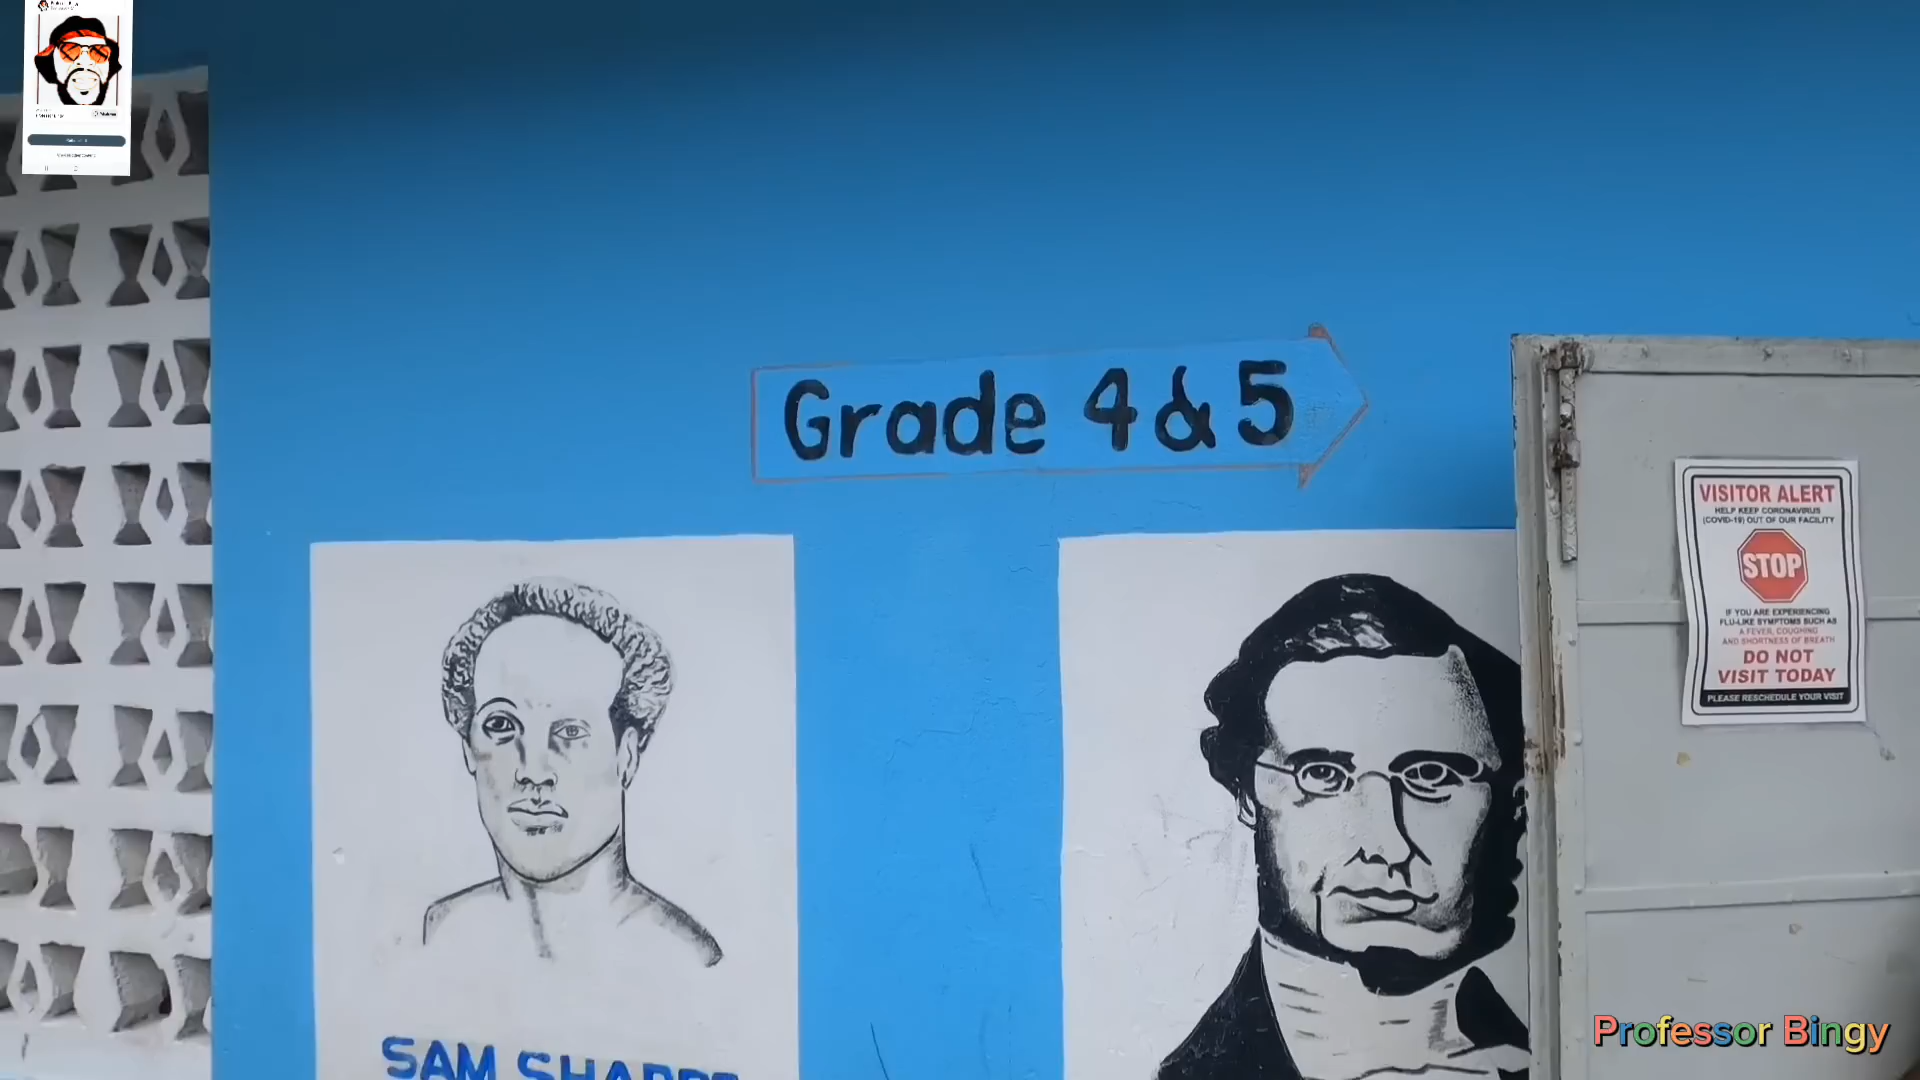 Grade 4 & 5
VISITOR ALERT
HELP KEEP CORONAVIRUS
(COVID-19) OUT OF OUR FACILITY
STOP
IF YOU ARE EXPERIENCING
FLU-LIKE SYMPTOMS SUCH AS
A FEVER, COUGHING
AND SHORTNESS OF BREATH
DO NOT
VISIT TODAY
PLEASE RESCHEDULE YOUR VISIT
SAM SHARPE
Professor Bingy